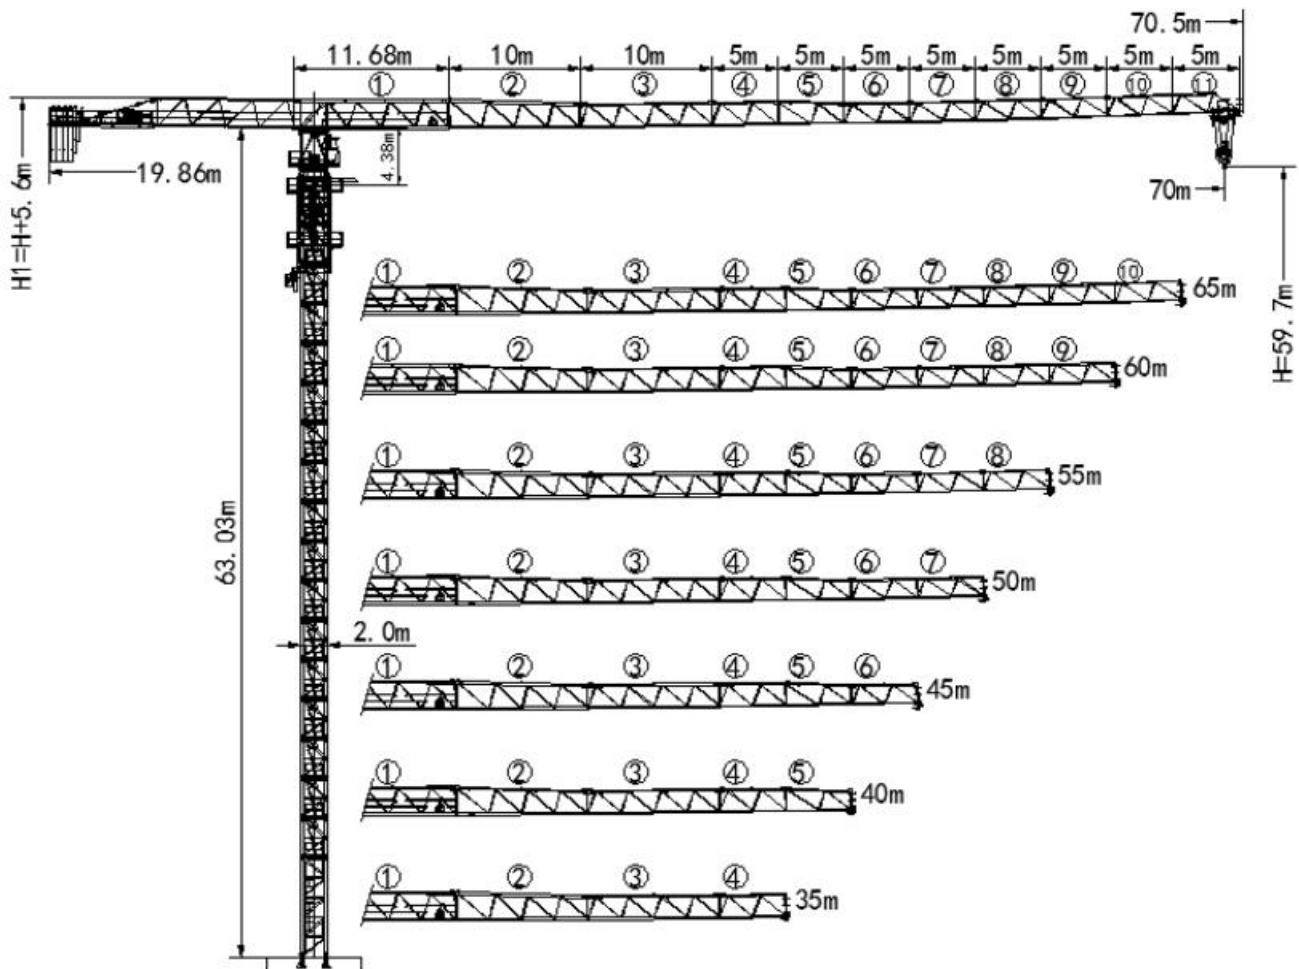 70.5m
11.68m 10m 10m 5m 5m 5m 5m 5m 5m 5m 5m
① ② ③ ④ ⑤ ⑥ ⑦ ⑧ ⑨ ⑩ ⑪
4.38m
19.86m
70m
H1=H+5.6m
H=59.7m
① ② ③ ④ ⑤ ⑥ ⑦ ⑧ ⑨ ⑩
65m
① ② ③ ④ ⑤ ⑥ ⑦ ⑧ ⑨
60m
① ② ③ ④ ⑤ ⑥ ⑦ ⑧
55m
63.03m
① ② ③ ④ ⑤ ⑥ ⑦
50m
2.0m
① ② ③ ④ ⑤ ⑥
45m
① ② ③ ④ ⑤
40m
① ② ③ ④
35m